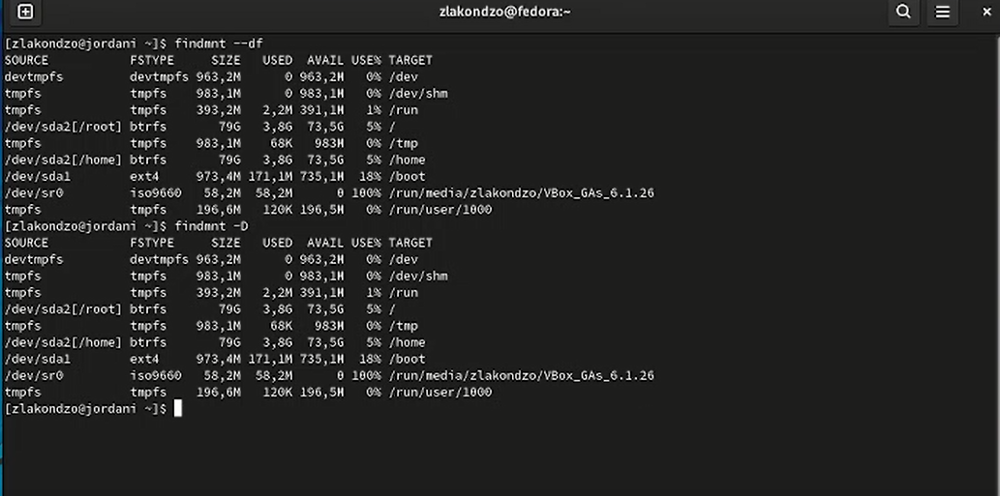 zlakondzo@fedora:~
[zlakondzo@jordani ~]$ findmnt --df
SOURCE FSTYPE SIZE USED AVAIL USE% TARGET
devtmpfs devtmpfs 963,2M 0 963,2M 0% /dev
tmpfs tmpfs 983,1M 0 983,1M 0% /dev/shm
tmpfs tmpfs 393,2M 2,2M 391,1M 1% /run
/dev/sda2[/root] btrfs 79G 3,8G 73,5G 5% /
tmpfs tmpfs 983,1M 68K 983M 0% /tmp
/dev/sda2[/home] btrfs 79G 3,8G 73,5G 5% /home
/dev/sda1 ext4 973,4M 171,1M 735,1M 18% /boot
/dev/sr0 iso9660 58,2M 58,2M 0 100% /run/media/zlakondzo/VBox_GAs_6.1.26
tmpfs tmpfs 196,6M 120K 196,5M 0% /run/user/1000
[zlakondzo@jordani ~]$ findmnt -D
SOURCE FSTYPE SIZE USED AVAIL USE% TARGET
devtmpfs devtmpfs 963,2M 0 963,2M 0% /dev
tmpfs tmpfs 983,1M 0 983,1M 0% /dev/shm
tmpfs tmpfs 393,2M 2,2M 391,1M 1% /run
/dev/sda2[/root] btrfs 79G 3,8G 73,5G 5% /
tmpfs tmpfs 983,1M 68K 983M 0% /tmp
/dev/sda2[/home] btrfs 79G 3,8G 73,5G 5% /home
/dev/sda1 ext4 973,4M 171,1M 735,1M 18% /boot
/dev/sr0 iso9660 58,2M 58,2M 0 100% /run/media/zlakondzo/VBox_GAs_6.1.26
tmpfs tmpfs 196,6M 120K 196,5M 0% /run/user/1000
[zlakondzo@jordani ~]$